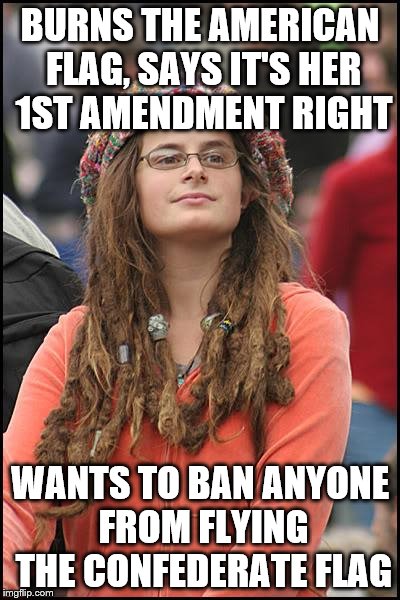 BURNS THE AMERICAN
FLAG, SAYS IT'S HER
1ST AMENDMENT RIGHT
WANTS TO BAN ANYONE
FROM FLYING
THE CONFEDERATE FLAG
imgflip.com